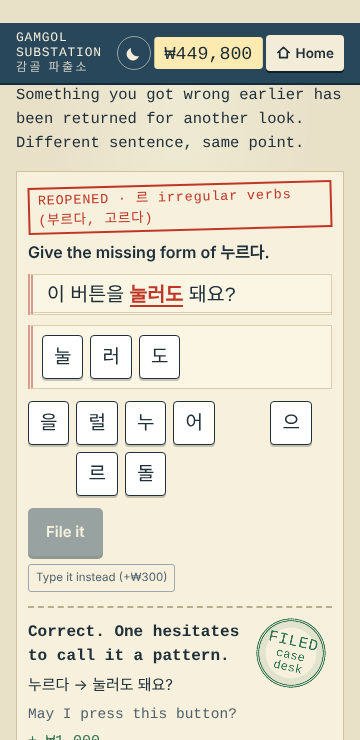 GAMGOL
SUBSTATION
감골 파출소
₩449,800
Home
Something you got wrong earlier has
been returned for another look.
Different sentence, same point.
REOPENED · 르 irregular verbs
(부르다, 고르다)
Give the missing form of 누르다.
이 버튼을 눌러도 돼요?
눌 러 도
을 럴 누 어 으
르 돌
File it
Type it instead (+₩300)
Correct. One hesitates
to call it a pattern.
FILED
case
desk
누르다 → 눌러도 돼요?
May I press this button?
+ ₩1,000